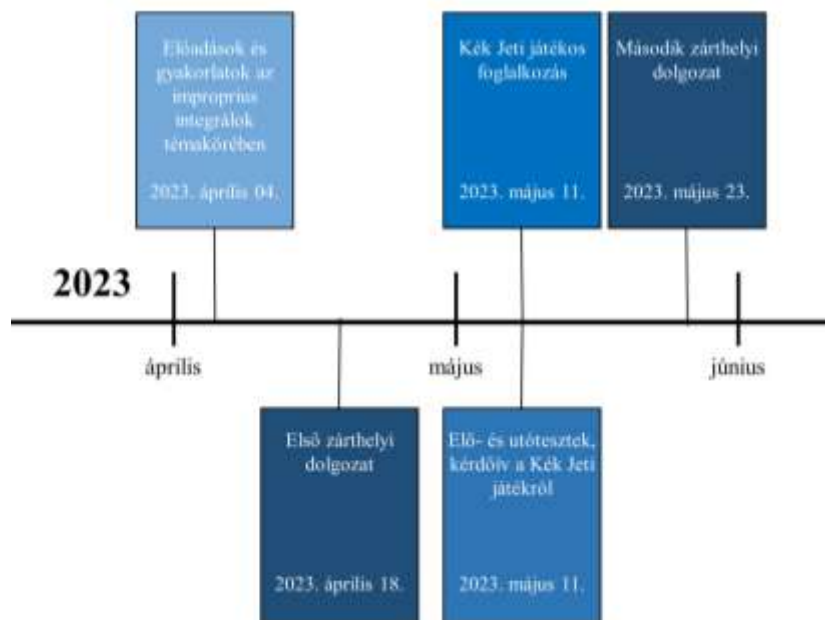 Előadások és
gyakorlatok az
improprius
integrálok
témakörében
2023. április 04.
Kék Jeti játékos
foglalkozás
2023. május 11.
Második zárthelyi
dolgozat
2023. május 23.
2023
április
május
június
Első zárthelyi
dolgozat
2023. április 18.
Elő- és utótesztek,
kérdőív a Kék Jeti
játékról
2023. május 11.